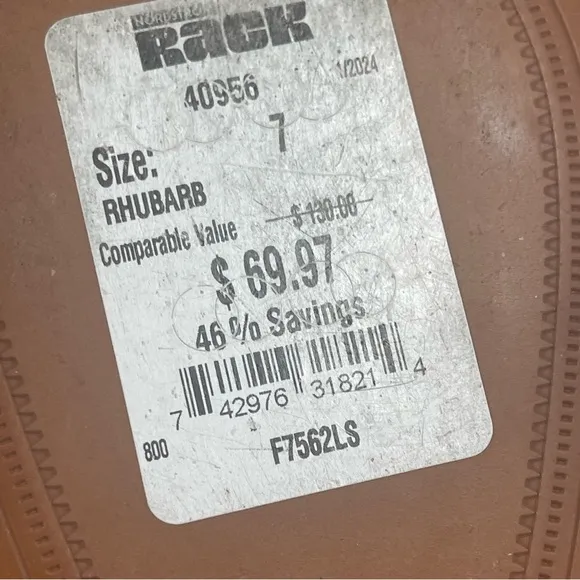 NORDSTROM
Rack
40956 1/2024
7
Size:
RHUBARB
Comparable Value $ 130.00
$ 69.97
46 % Savings
7 42976 31821 4
800 F7562LS